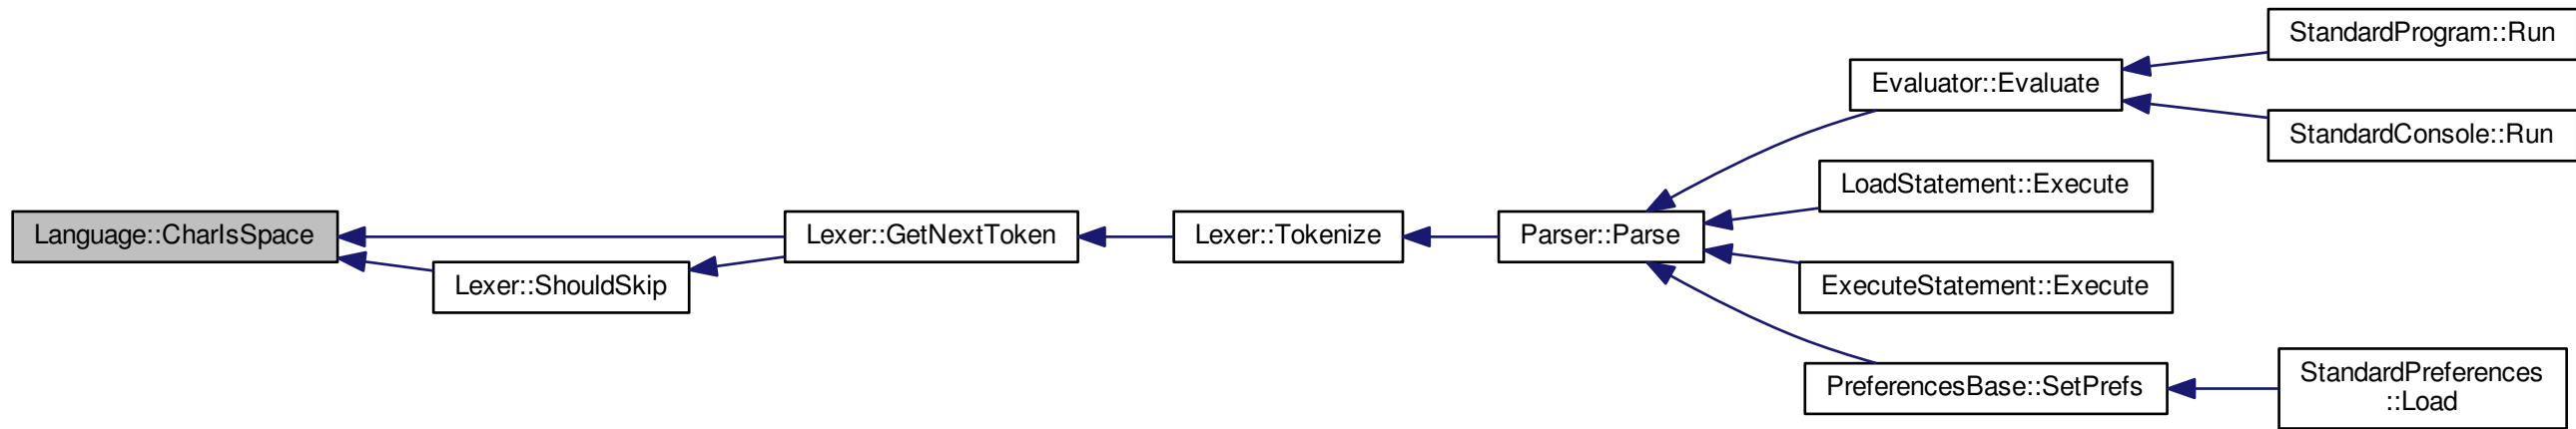 StandardProgram::Run
Evaluator::Evaluate
StandardConsole::Run
LoadStatement::Execute
Language::CharIsSpace
Lexer::GetNextToken
Lexer::Tokenize
Parser::Parse
Lexer::ShouldSkip
ExecuteStatement::Execute
PreferencesBase::SetPrefs
StandardPreferences
::Load